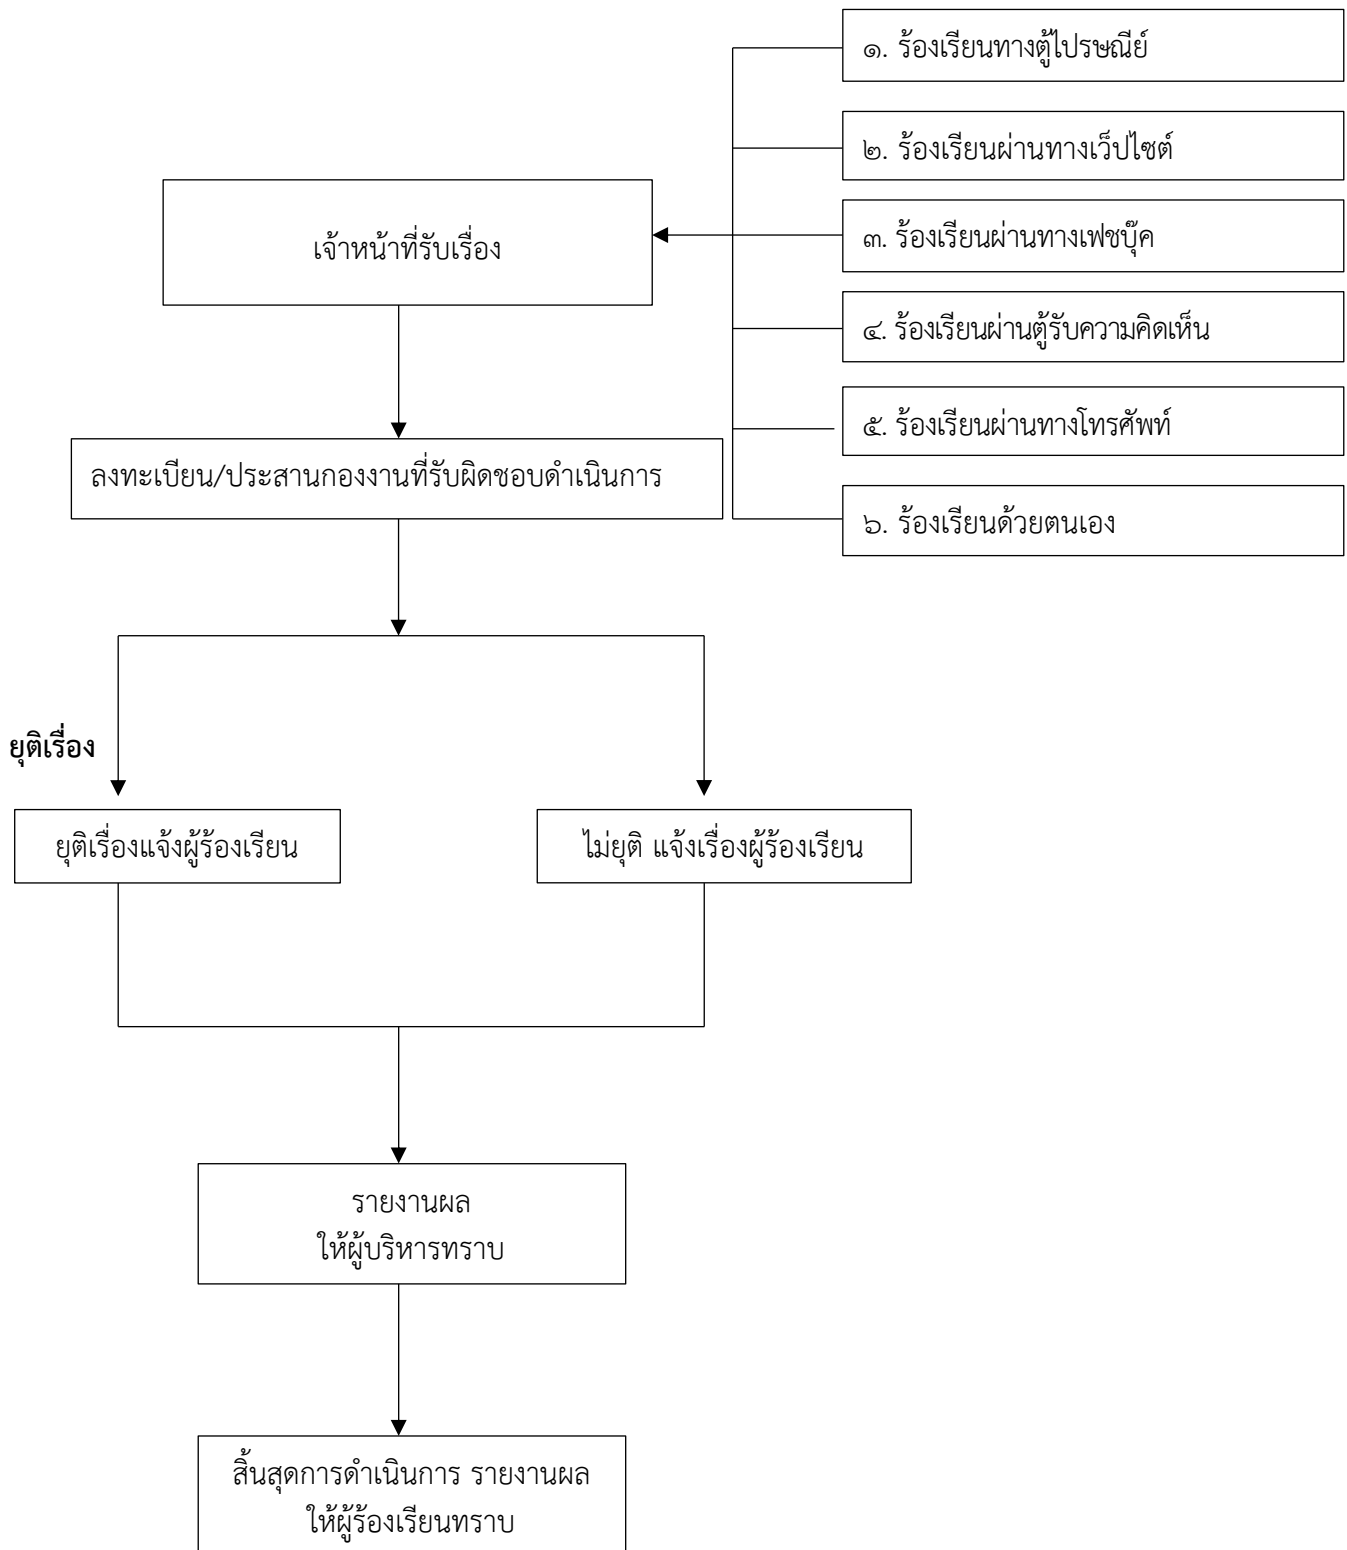 ๑. ร้องเรียนทางตู้ไปรษณีย์
๒. ร้องเรียนผ่านทางเว็ปไซต์
เจ้าหน้าที่รับเรื่อง
๓. ร้องเรียนผ่านทางเฟชบุ๊ค
๔. ร้องเรียนผ่านตู้รับความคิดเห็น
๕. ร้องเรียนผ่านทางโทรศัพท์
ลงทะเบียน/ประสานกองงานที่รับผิดชอบดำเนินการ
๖. ร้องเรียนด้วยตนเอง
ยุติเรื่อง
ยุติเรื่องแจ้งผู้ร้องเรียน
ไม่ยุติ แจ้งเรื่องผู้ร้องเรียน
รายงานผล
ให้ผู้บริหารทราบ
สิ้นสุดการดำเนินการ รายงานผล
ให้ผู้ร้องเรียนทราบ